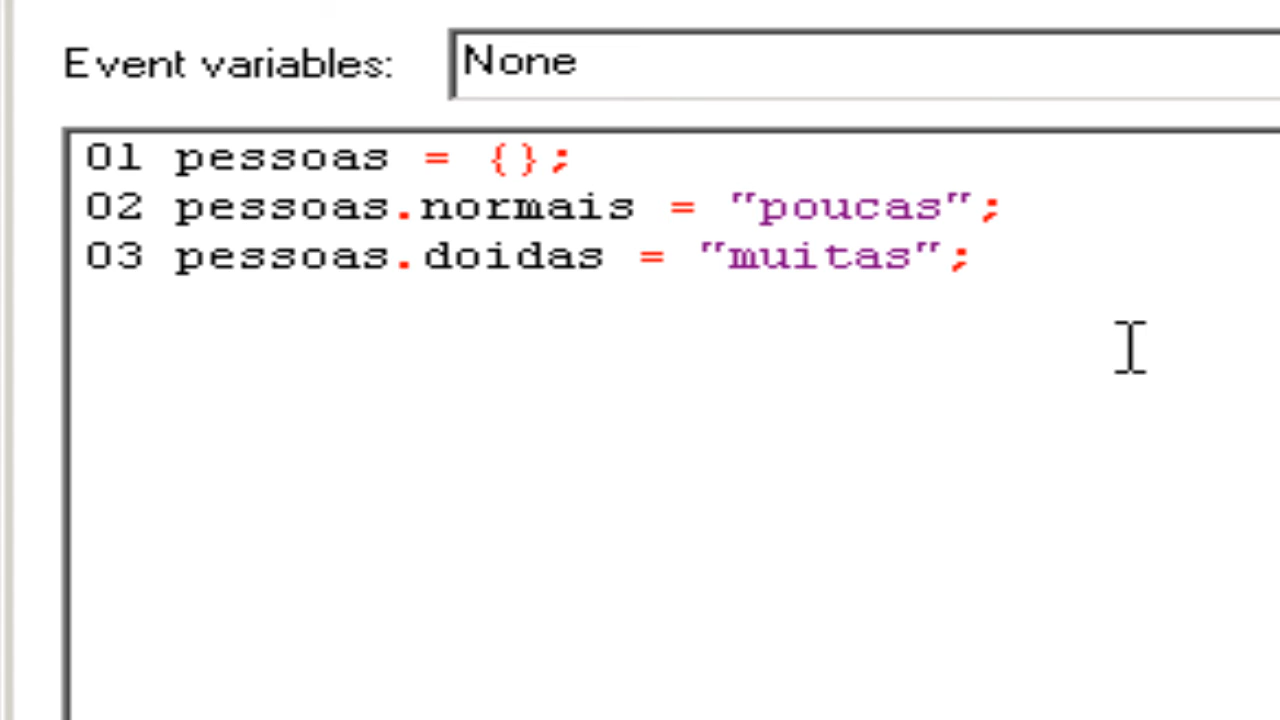 Event variables: None
01 pessoas = {};
02 pessoas.normais = "poucas";
03 pessoas.doidas = "muitas";